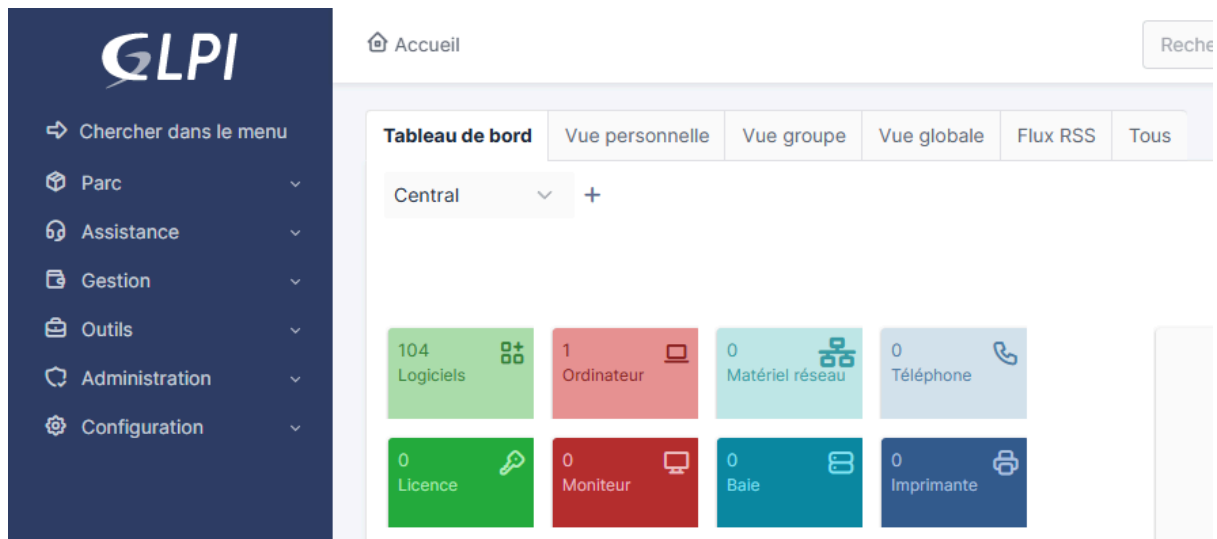 GLPI
Accueil
Reche
Chercher dans le menu
Parc
Assistance
Gestion
Outils
Administration
Configuration
Tableau de bord Vue personnelle Vue groupe Vue globale Flux RSS Tous
Central +
104
Logiciels
1
Ordinateur
0
Matériel réseau
0
Téléphone
0
Licence
0
Moniteur
0
Baie
0
Imprimante